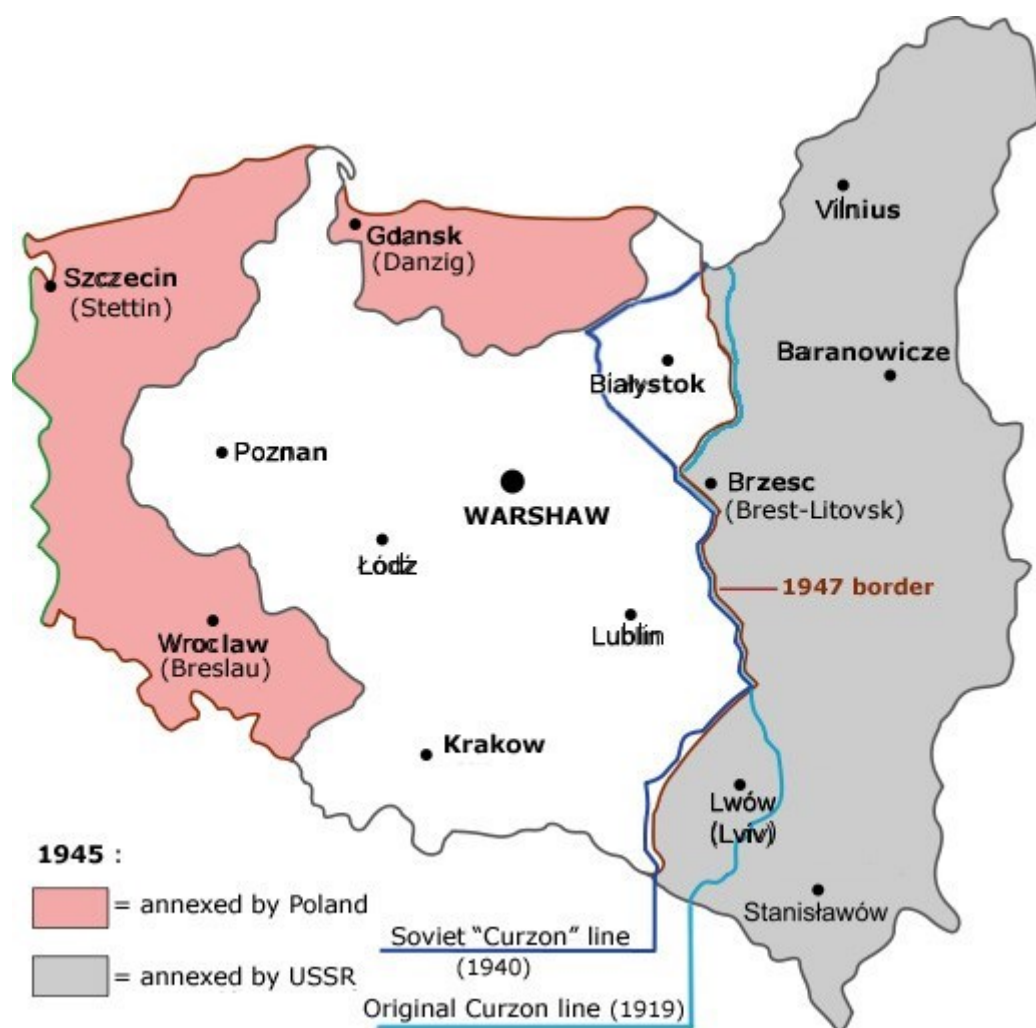 Vilnius
Gdansk
(Danzig)
Szczecin
(Stettin)
Baranowicze
Białystok
Poznan
Brzesc
(Brest-Litovsk)
WARSHAW
Łódź
1947 border
Lublin
Wroclaw
(Breslau)
Krakow
Lwów
(Lviv)
1945 :
= annexed by Poland
Stanisławów
Soviet "Curzon" line
(1940)
= annexed by USSR
Original Curzon line (1919)